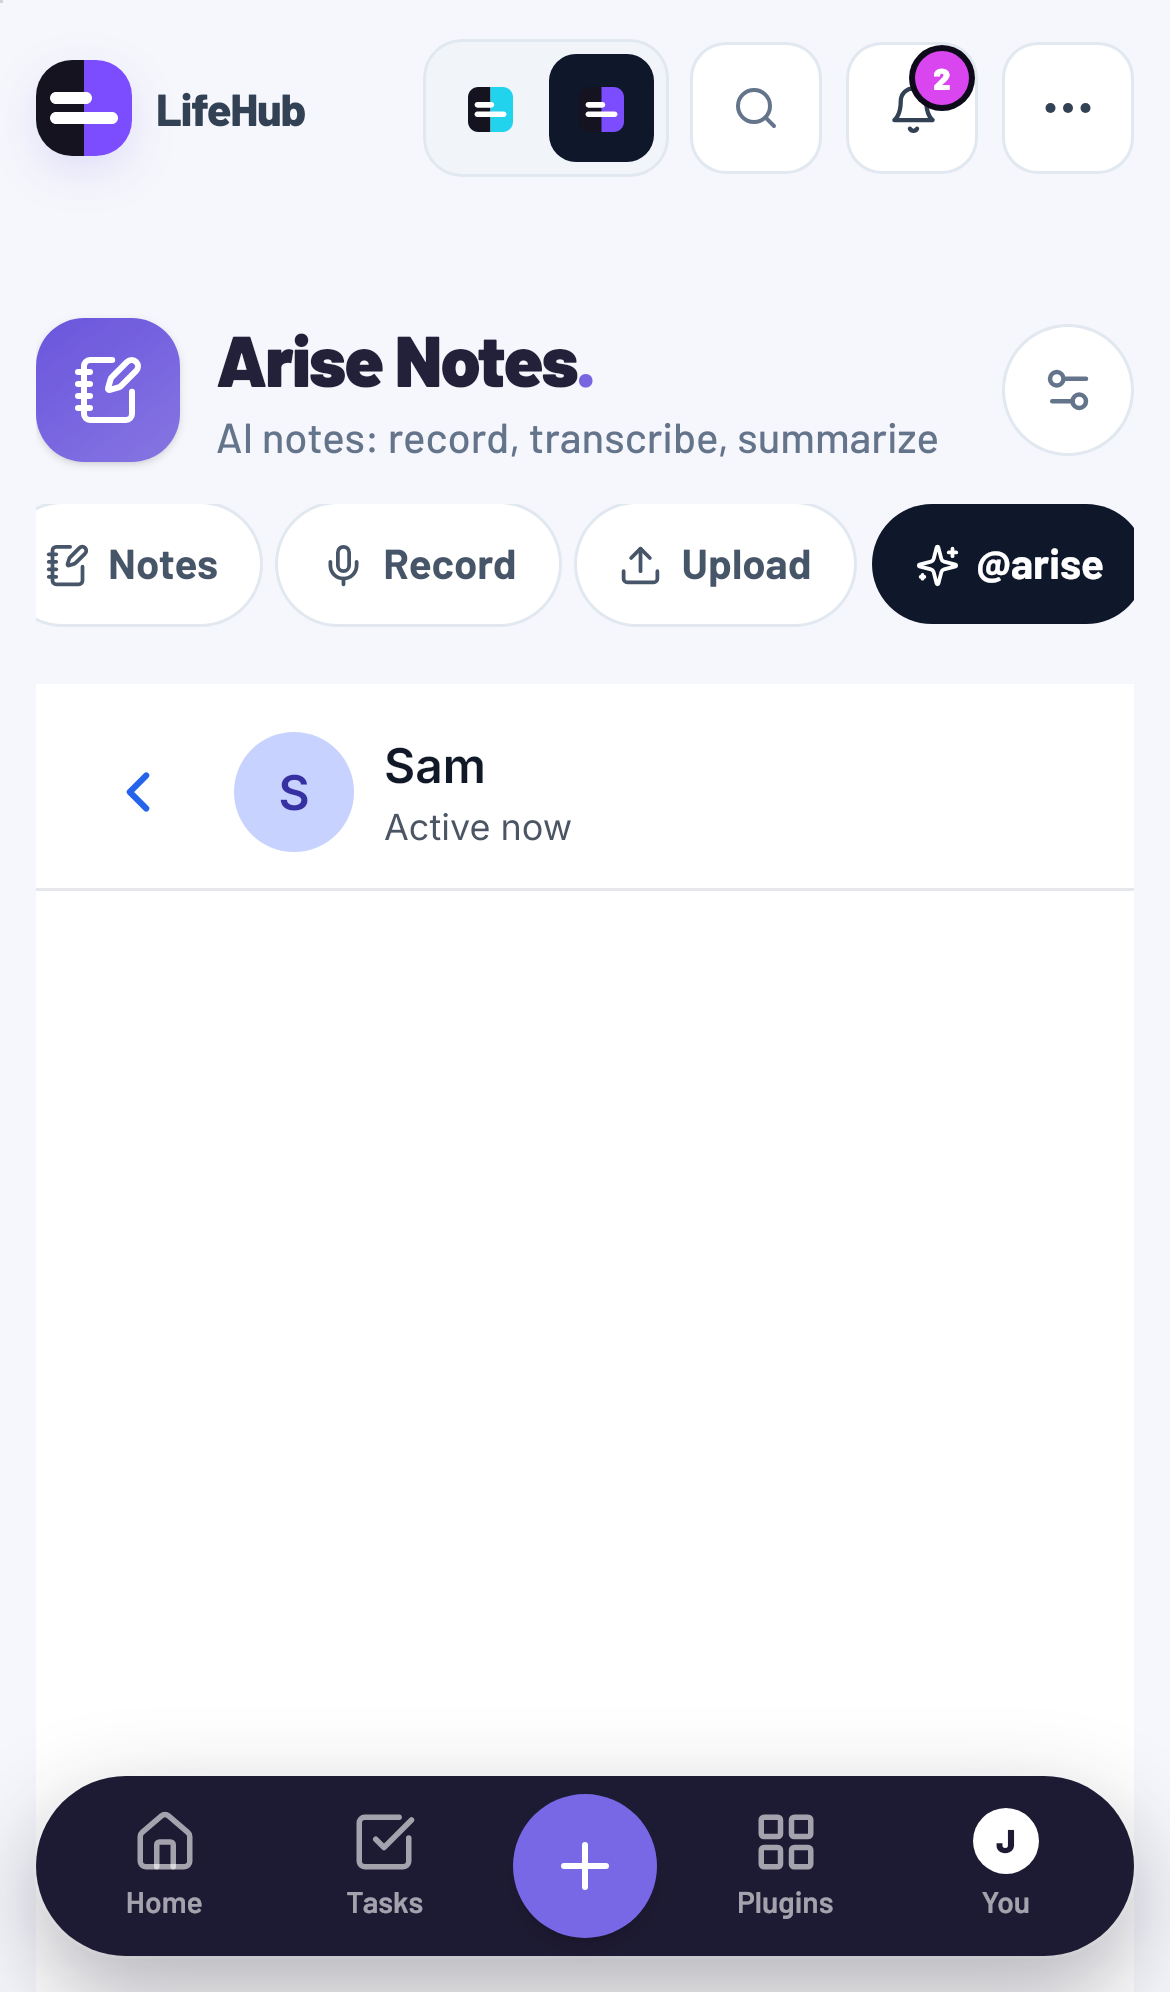 LifeHub
2
Arise Notes.
AI notes: record, transcribe, summarize
Notes
Record
Upload
@arise
S
Sam
Active now
Home
Tasks
Plugins
J
You